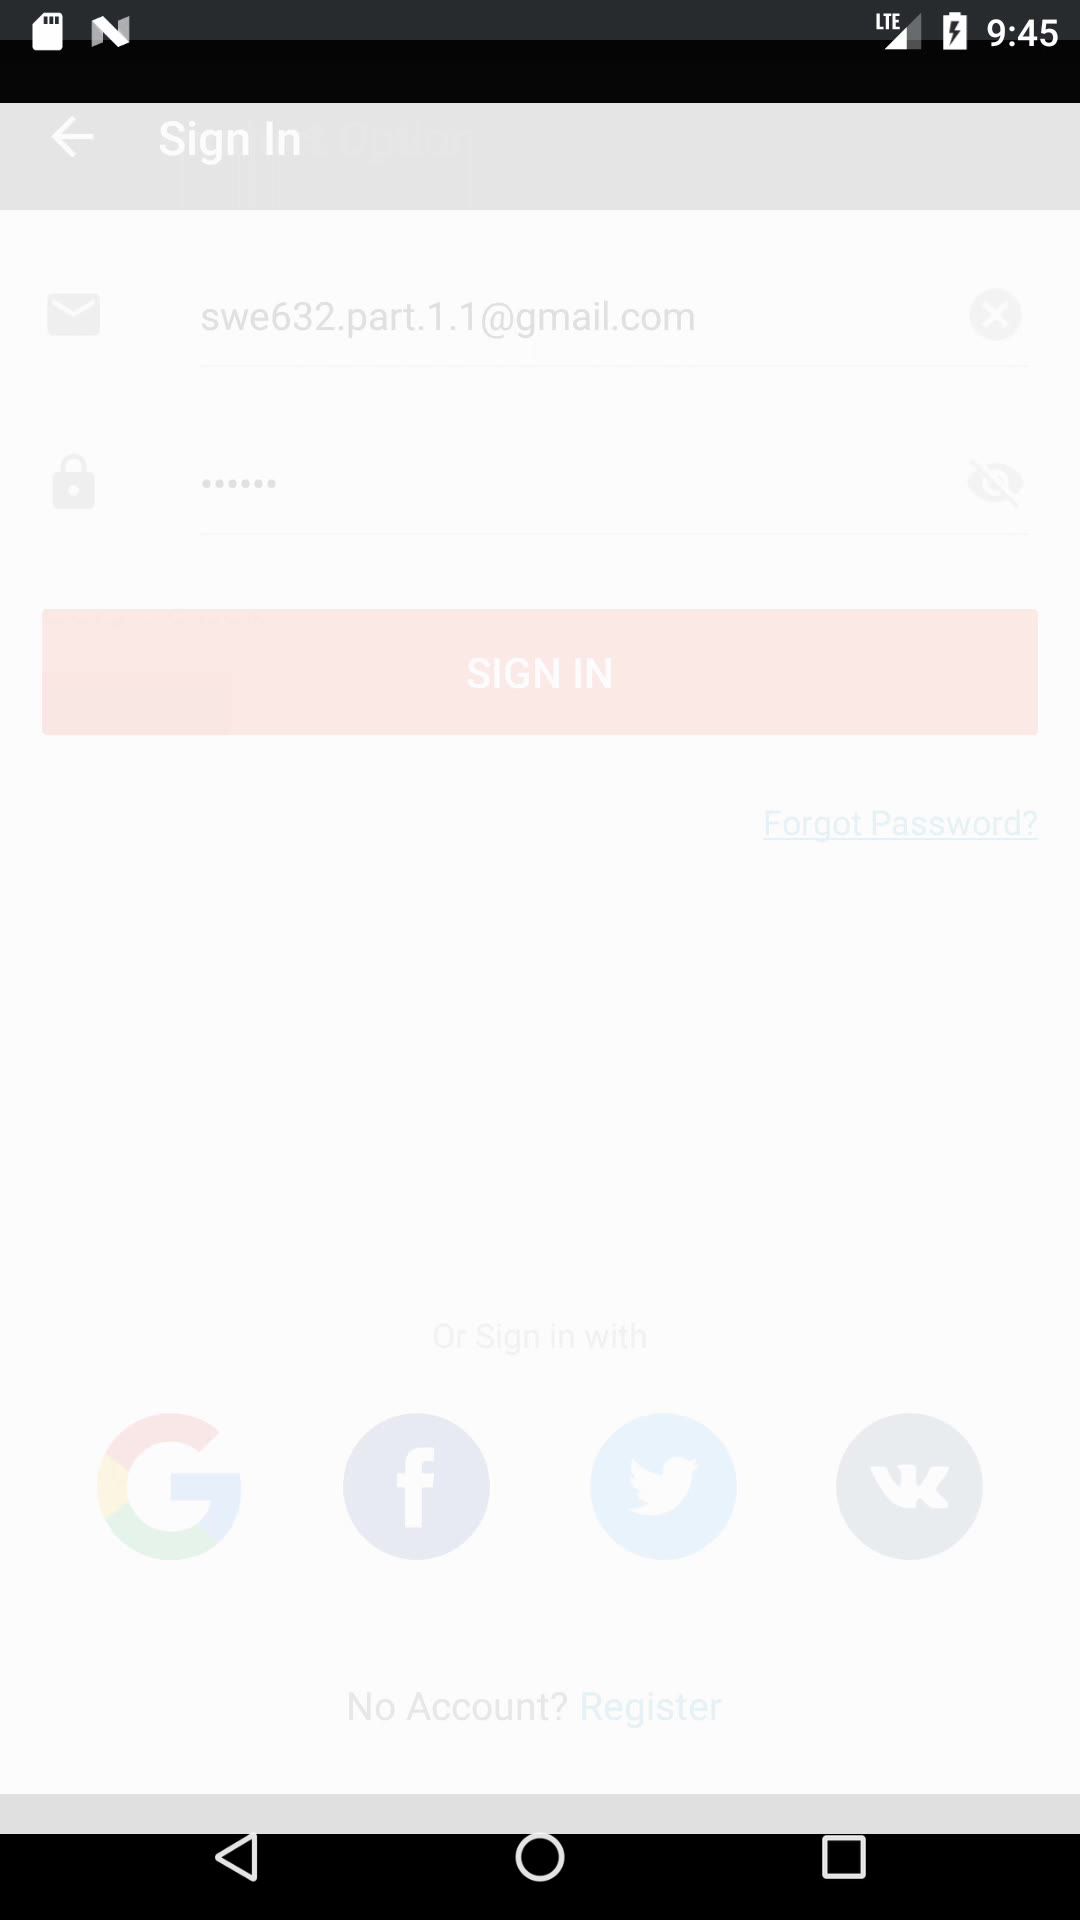 LTE 9:45
Sign In
swe632.part.1.1@gmail.com
••••••
SIGN IN
Forgot Password?
Or Sign in with
No Account? Register